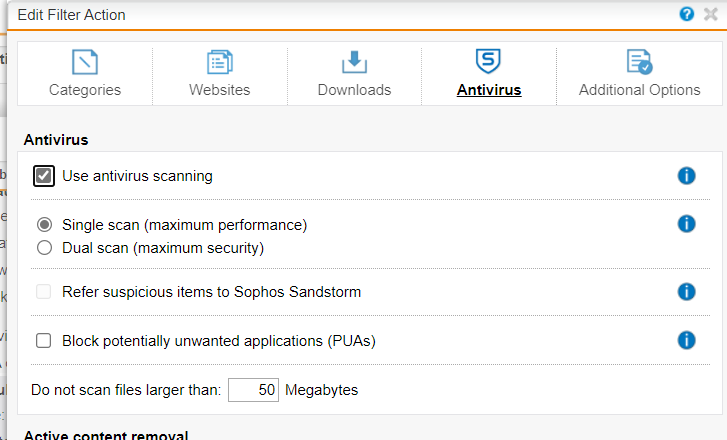 Edit Filter Action
Categories
Websites
Downloads
Antivirus
Additional Options
Antivirus
Use antivirus scanning
Single scan (maximum performance)
Dual scan (maximum security)
Refer suspicious items to Sophos Sandstorm
Block potentially unwanted applications (PUAs)
Do not scan files larger than: 50 Megabytes
Active content removal